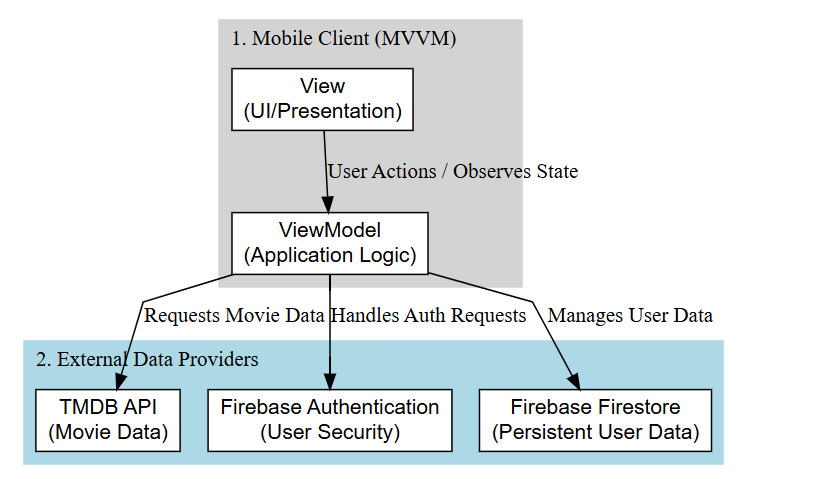 1. Mobile Client (MVVM)
View
(UI/Presentation)
User Actions / Observes State
ViewModel
(Application Logic)
Requests Movie Data
Handles Auth Requests
Manages User Data
2. External Data Providers
TMDB API
(Movie Data)
Firebase Authentication
(User Security)
Firebase Firestore
(Persistent User Data)